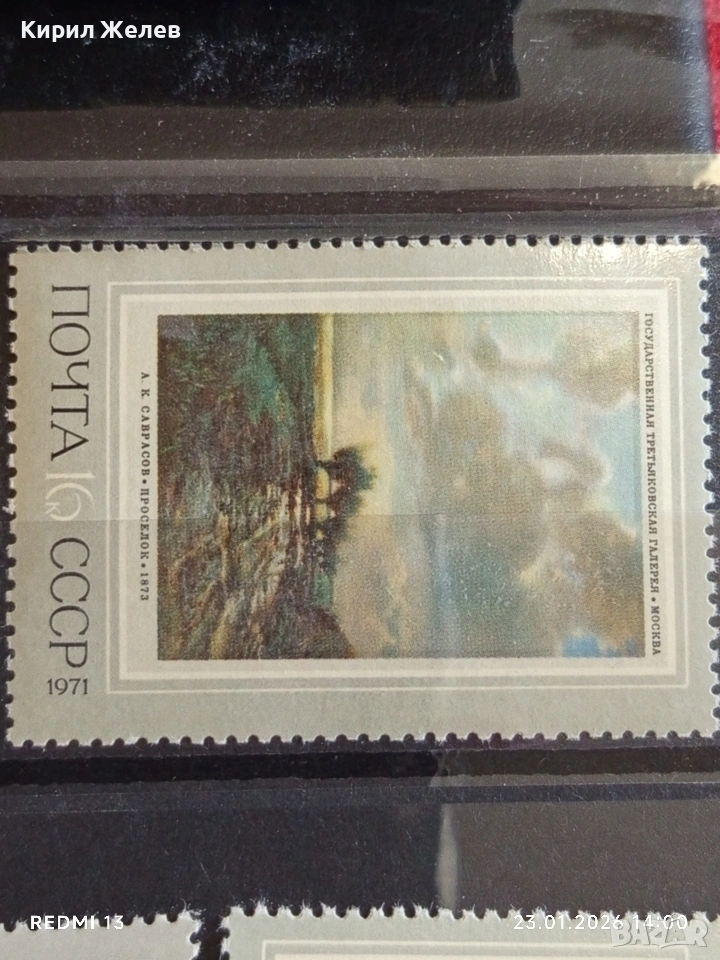 Кирил Желев
ГОСУДАРСТВЕННАЯ ТРЕТЬЯКОВСКАЯ ГАЛЕРЕЯ • МОСКВА
А. К. САВРАСОВ • ПРОСЕЛОК • 1873
ПОЧТА 16 СССР
1971
REDMI 13
23.01.2026 14:00
BAZAR